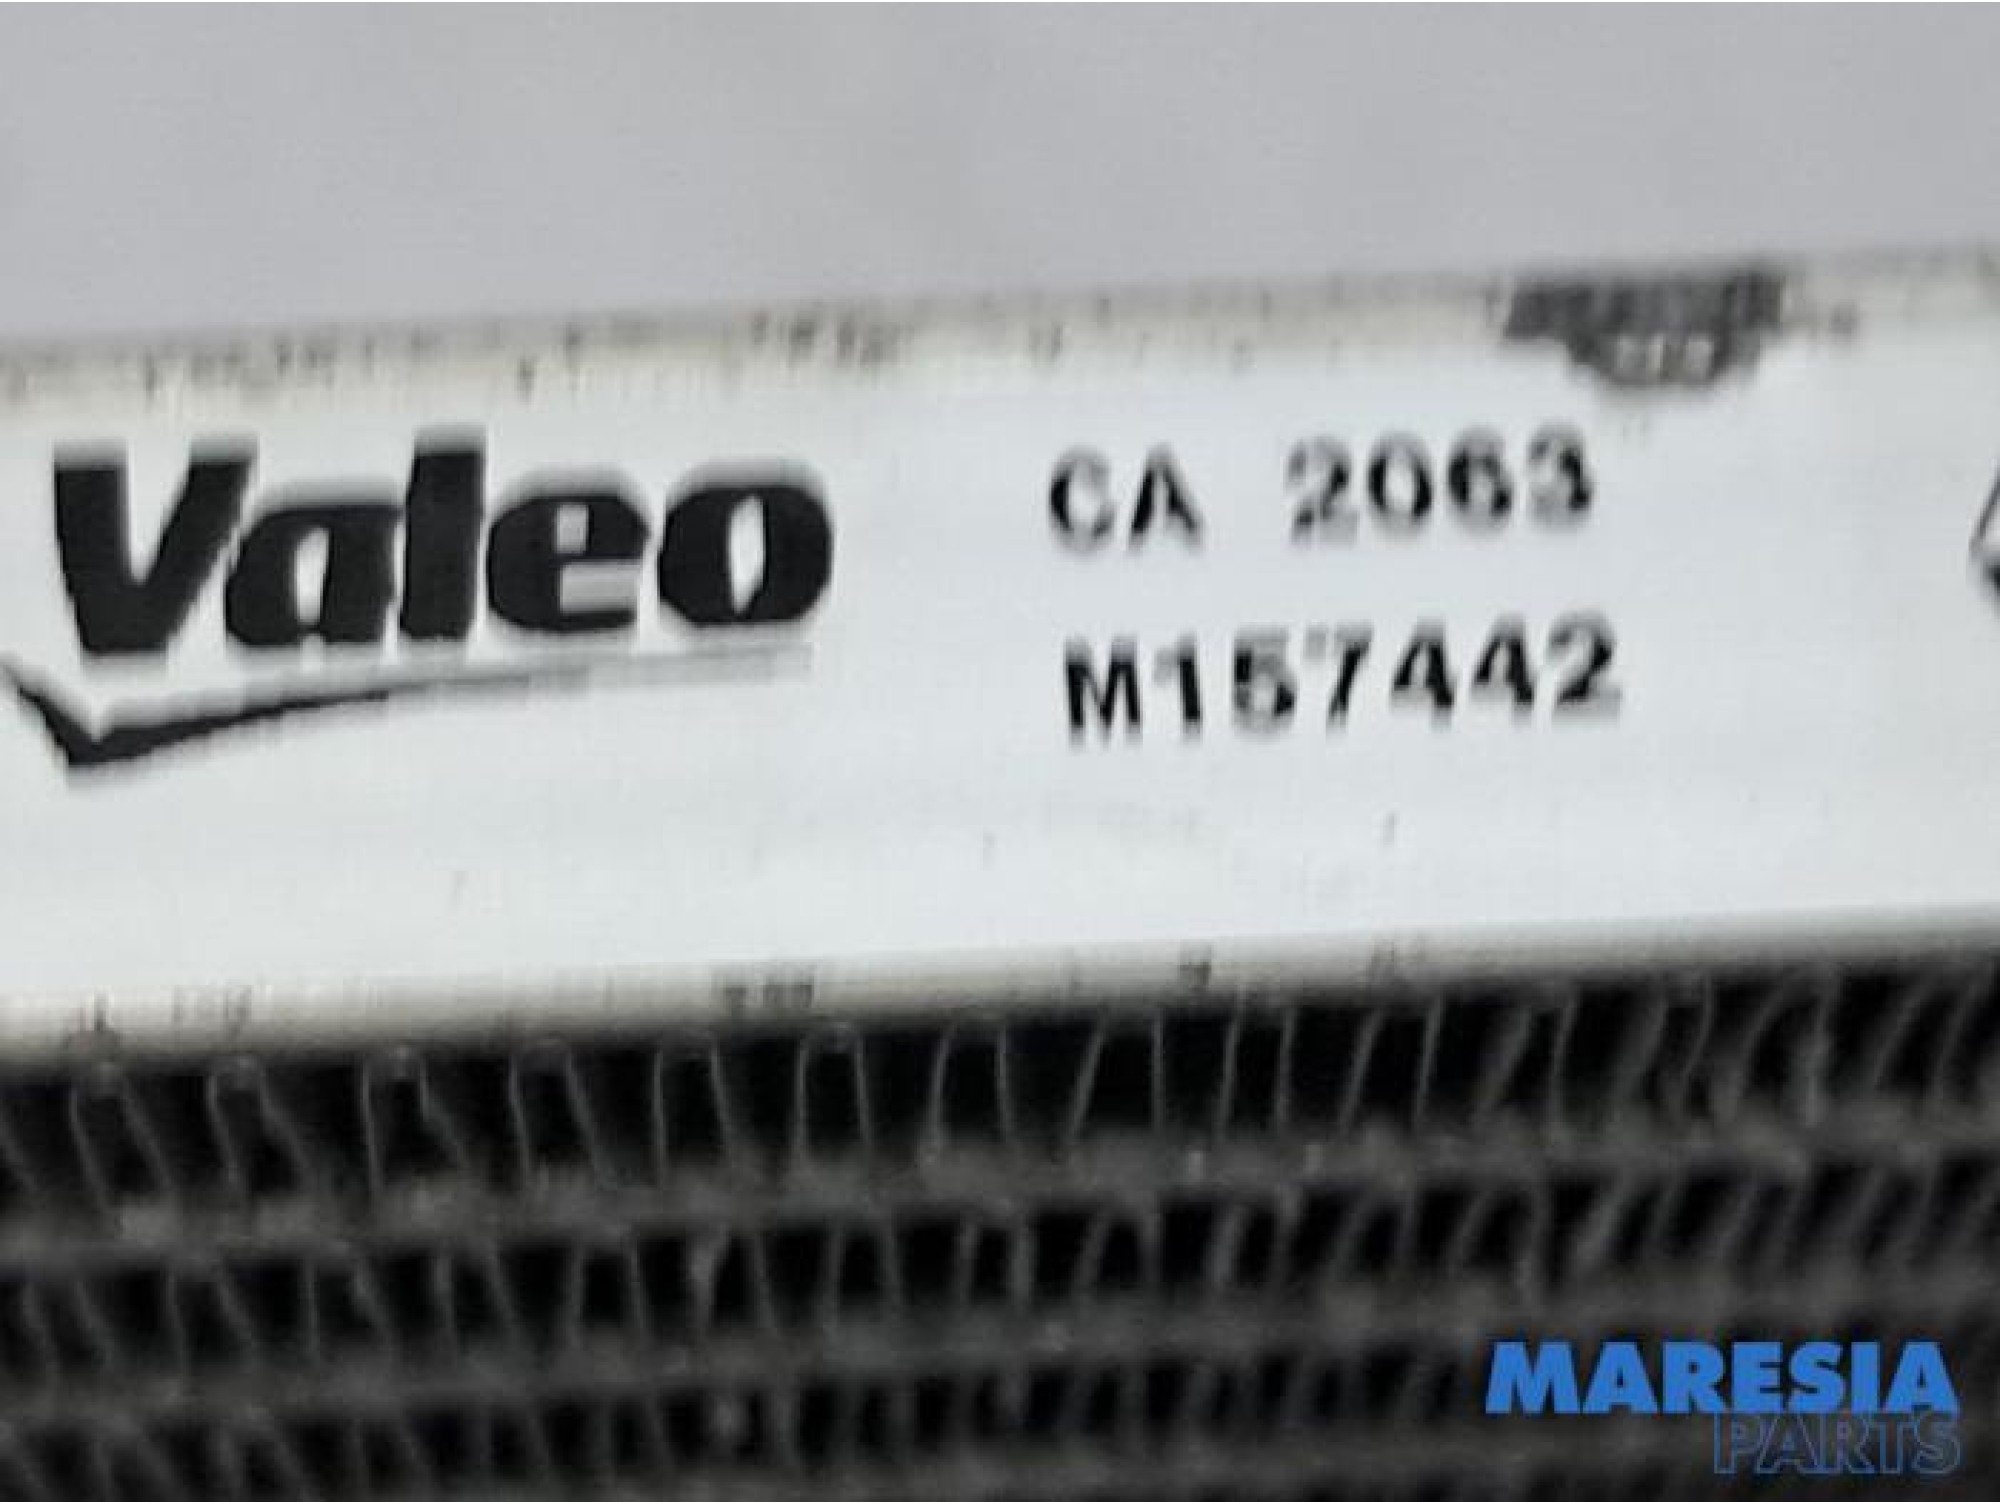 Valeo
CA 2063
M157442
MARESIA
PARTS